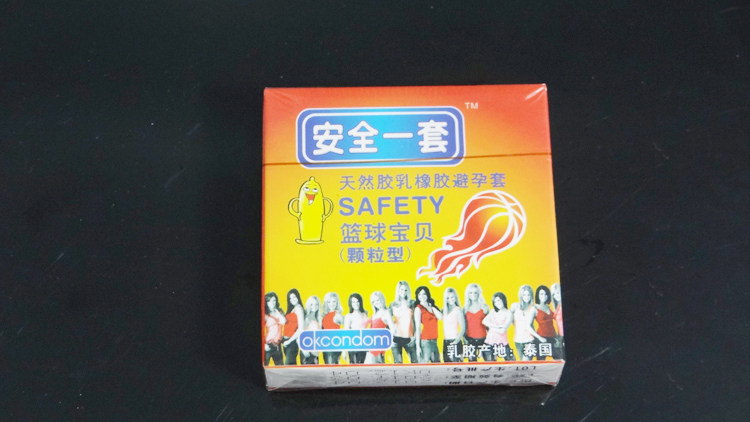 TM
安全一套
天然胶乳橡胶避孕套
SAFETY
篮球宝贝
(颗粒型)
okcondom
乳胶产地：泰国